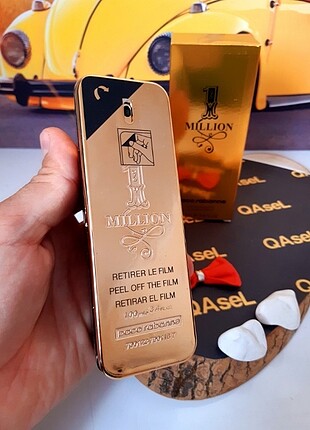 1
MILLION
1
MILLION
RETIRER LE FILM
PEEL OFF THE FILM
RETIRAR EL FILM
paco rabanne
QAseL
QAseL
QAseL
QAseL